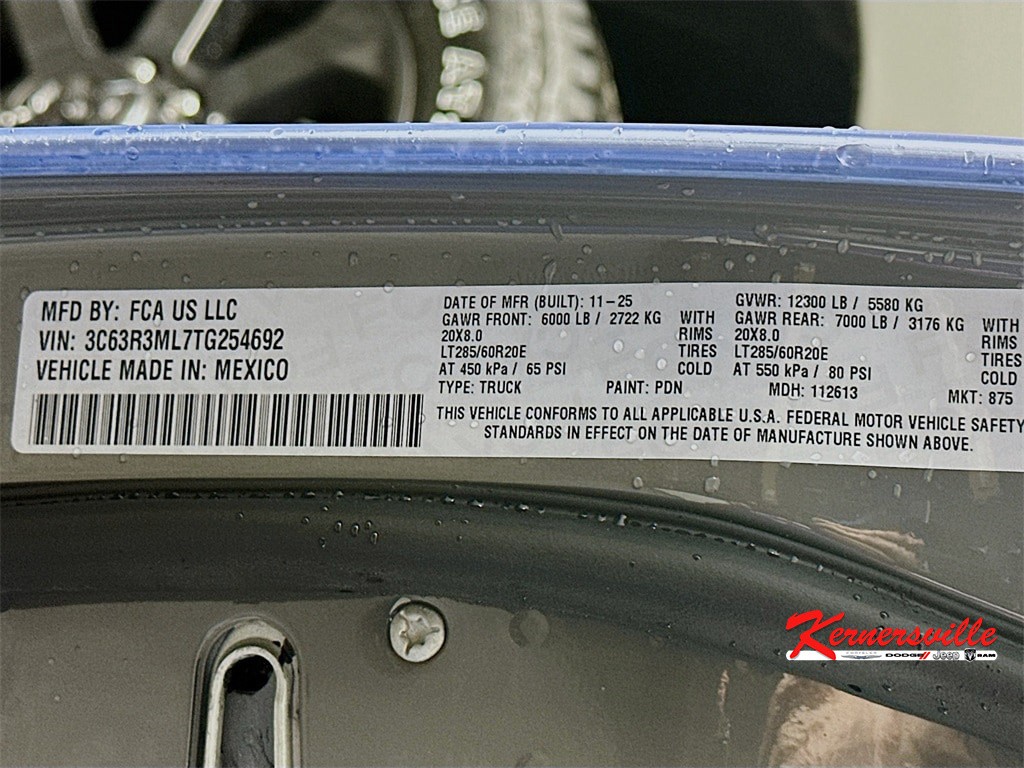 AT
MFD BY: FCA US LLC
VIN: 3C63R3ML7TG254692
VEHICLE MADE IN: MEXICO
DATE OF MFR (BUILT): 11-25
GAWR FRONT: 6000 LB / 2722 KG WITH
20X8.0 RIMS
LT285/60R20E TIRES
AT 450 kPa / 65 PSI COLD
TYPE: TRUCK PAINT: PDN
GVWR: 12300 LB / 5580 KG
GAWR REAR: 7000 LB / 3176 KG WITH
20X8.0 RIMS
LT285/60R20E TIRES
AT 550 kPa / 80 PSI COLD
MDH: 112613 MKT: 875
THIS VEHICLE CONFORMS TO ALL APPLICABLE U.S.A. FEDERAL MOTOR VEHICLE SAFETY
STANDARDS IN EFFECT ON THE DATE OF MANUFACTURE SHOWN ABOVE.
Kernersville
CHRYSLER DODGE Jeep RAM